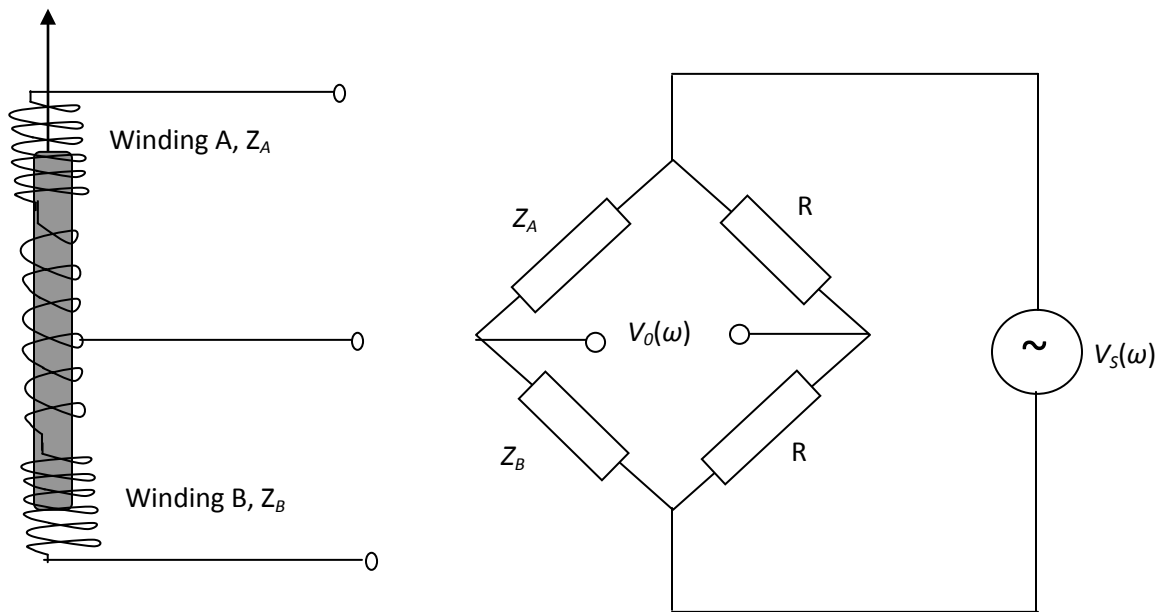 Winding A, Z_A
Winding B, Z_B
Z_A
R
V_0(ω)
~
V_S(ω)
Z_B
R